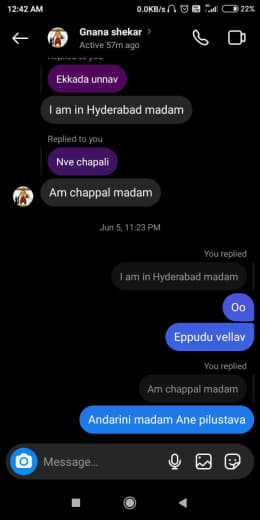 12:42 AM
0.0KB/s
22%
Gnana shekar
Active 57m ago
Replied to you
Ekkada unnav
I am in Hyderabad madam
Replied to you
Nve chapali
Am chappal madam
Jun 5, 11:23 PM
You replied
I am in Hyderabad madam
Oo
Eppudu vellav
You replied
Am chappal madam
Andarini madam Ane pilustava
Message...